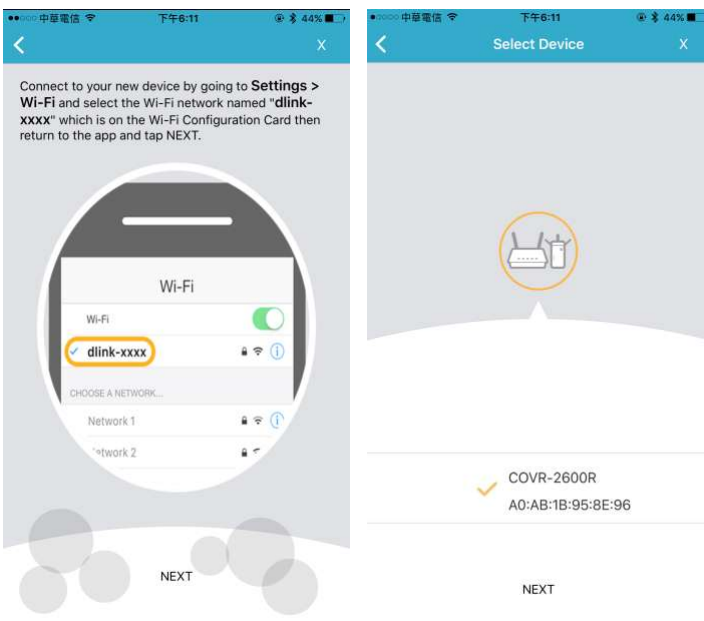 中華電信 下午6:11 44%
X
Connect to your new device by going to Settings >
Wi-Fi and select the Wi-Fi network named "dlink-
xxxx" which is on the Wi-Fi Configuration Card then
return to the app and tap NEXT.
Wi-Fi
Wi-Fi
dlink-xxxx
CHOOSE A NETWORK...
Network 1
Network 2
NEXT
中華電信 下午6:11 44%
Select Device X
COVR-2600R
A0:AB:1B:95:8E:96
NEXT